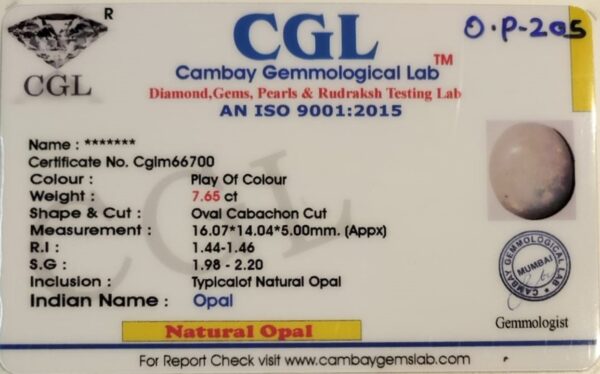 R
CGL
O.P-205
CGL
TM
Cambay Gemmological Lab
Diamond,Gems, Pearls & Rudraksh Testing Lab
AN ISO 9001:2015
Name : *******
Certificate No. Cglm66700
Colour : Play Of Colour
Weight : 7.65 ct
Shape & Cut : Oval Cabachon Cut
Measurement : 16.07*14.04*5.00mm. (Appx)
R.I : 1.44-1.46
S.G : 1.98 - 2.20
Inclusion : Typicalof Natural Opal
Indian Name : Opal
CAMBAY GEMMOLOGICAL LAB
MUMBAI
Gemmologist
Natural Opal
For Report Check visit www.cambaygemslab.com